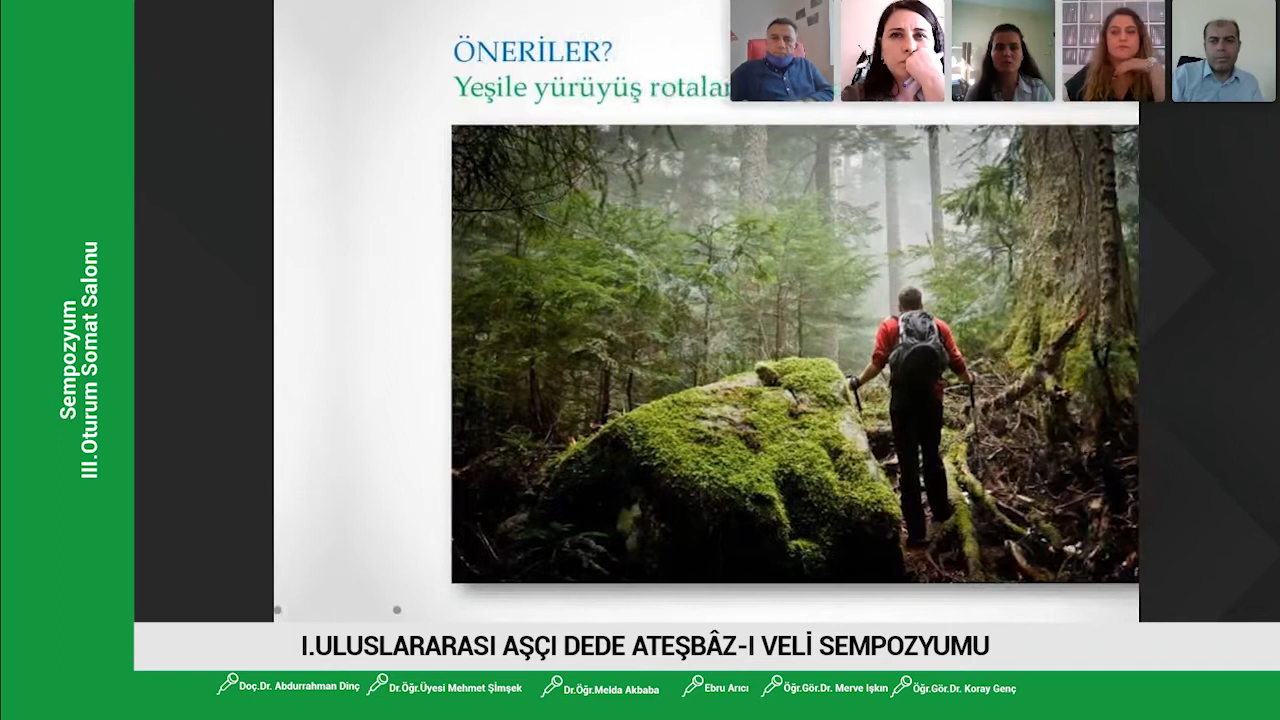 ÖNERİLER?
Yeşile yürüyüş
Sempozyum
III.Oturum Somat Salonu
I.ULUSLARARASI AŞÇI DEDE ATEŞBÂZ-I VELİ SEMPOZYUMU
Doç.Dr. Abdurrahman Dinç
Dr.Öğr.Üyesi Mehmet Şİmşek
Dr.Öğr.Melda Akbaba
Ebru Arıcı
Öğr.Gör.Dr. Merve Işkın
Öğr.Gör.Dr. Koray Genç